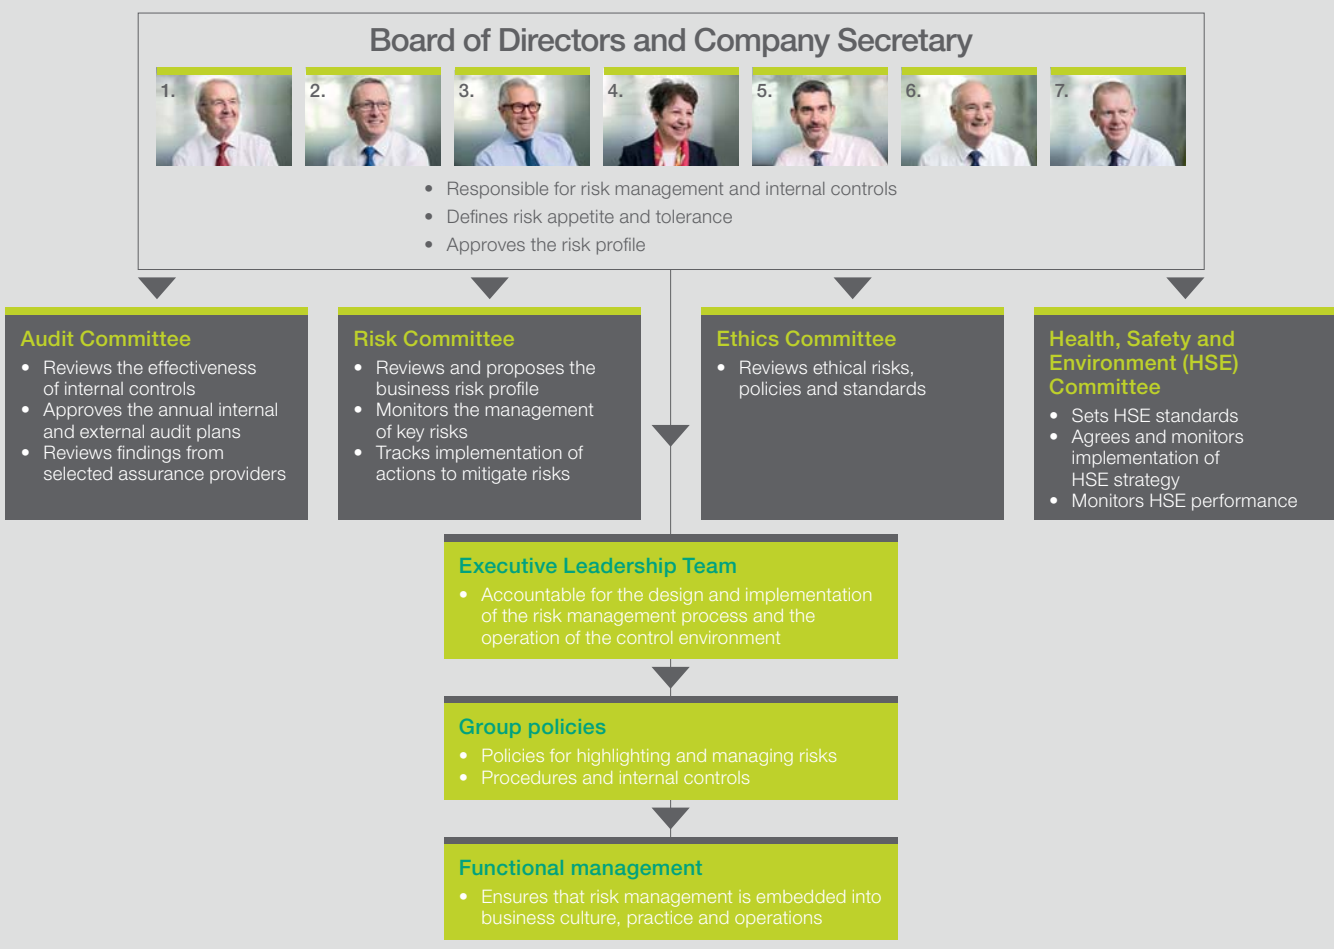 Board of Directors and Company Secretary
1.
2.
3.
4.
5.
6.
7.
• Responsible for risk management and internal controls
• Defines risk appetite and tolerance
• Approves the risk profile
Audit Committee
• Reviews the effectiveness
of internal controls
• Approves the annual internal
and external audit plans
• Reviews findings from
selected assurance providers
Risk Committee
• Reviews and proposes the
business risk profile
• Monitors the management
of key risks
• Tracks implementation of
actions to mitigate risks
Ethics Committee
• Reviews ethical risks,
policies and standards
Health, Safety and
Environment (HSE)
Committee
• Sets HSE standards
• Agrees and monitors
implementation of
HSE strategy
• Monitors HSE performance
Executive Leadership Team
• Accountable for the design and implementation
of the risk management process and the
operation of the control environment
Group policies
• Policies for highlighting and managing risks
• Procedures and internal controls
Functional management
• Ensures that risk management is embedded into
business culture, practice and operations